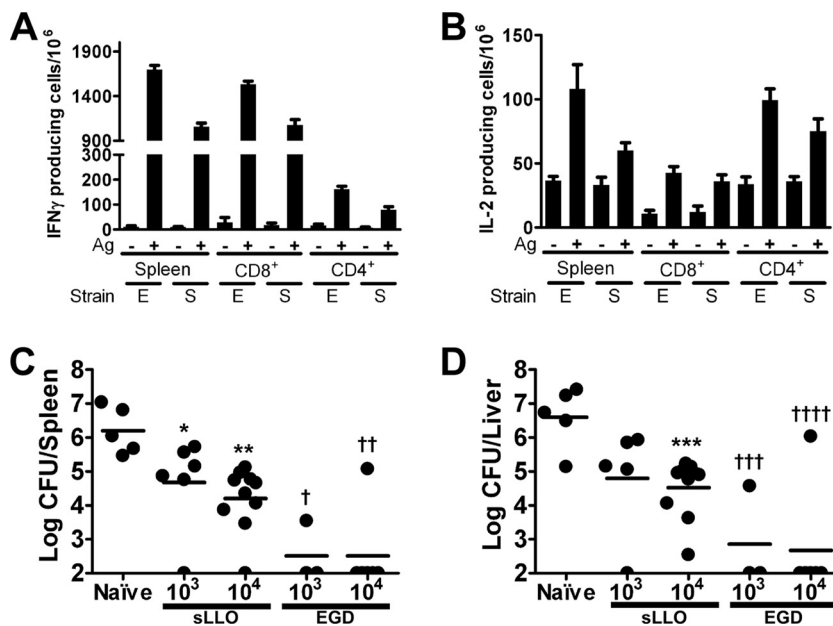 A
IFNγ producing cells/10⁶
1900
1400
900
300
200
100
0
Ag - + - + - + - + - + - +
Spleen CD8⁺ CD4⁺
Strain E S E S E S
B
IL-2 producing cells/10⁶
150
100
50
0
Ag - + - + - + - + - + - +
Spleen CD8⁺ CD4⁺
Strain E S E S E S
C
Log CFU/Spleen
8
7
6
5
4
3
2
* ** † ††
Naïve 10³ 10⁴ 10³ 10⁴
sLLO EGD
D
Log CFU/Liver
8
7
6
5
4
3
2
*** ††† ††††
Naïve 10³ 10⁴ 10³ 10⁴
sLLO EGD